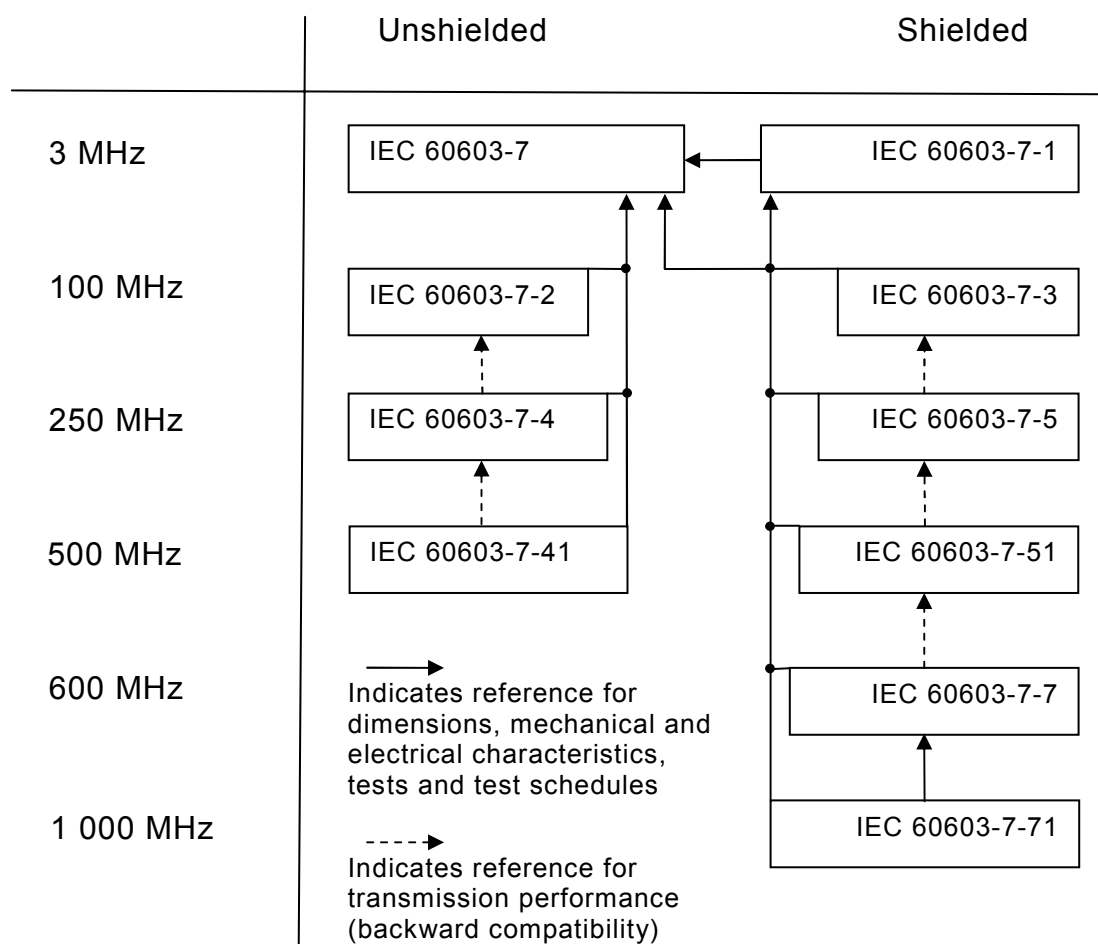 Unshielded Shielded
3 MHz IEC 60603-7 IEC 60603-7-1
100 MHz IEC 60603-7-2 IEC 60603-7-3
250 MHz IEC 60603-7-4 IEC 60603-7-5
500 MHz IEC 60603-7-41 IEC 60603-7-51
600 MHz IEC 60603-7-7
1 000 MHz IEC 60603-7-71
Indicates reference for
dimensions, mechanical and
electrical characteristics,
tests and test schedules
Indicates reference for
transmission performance
(backward compatibility)